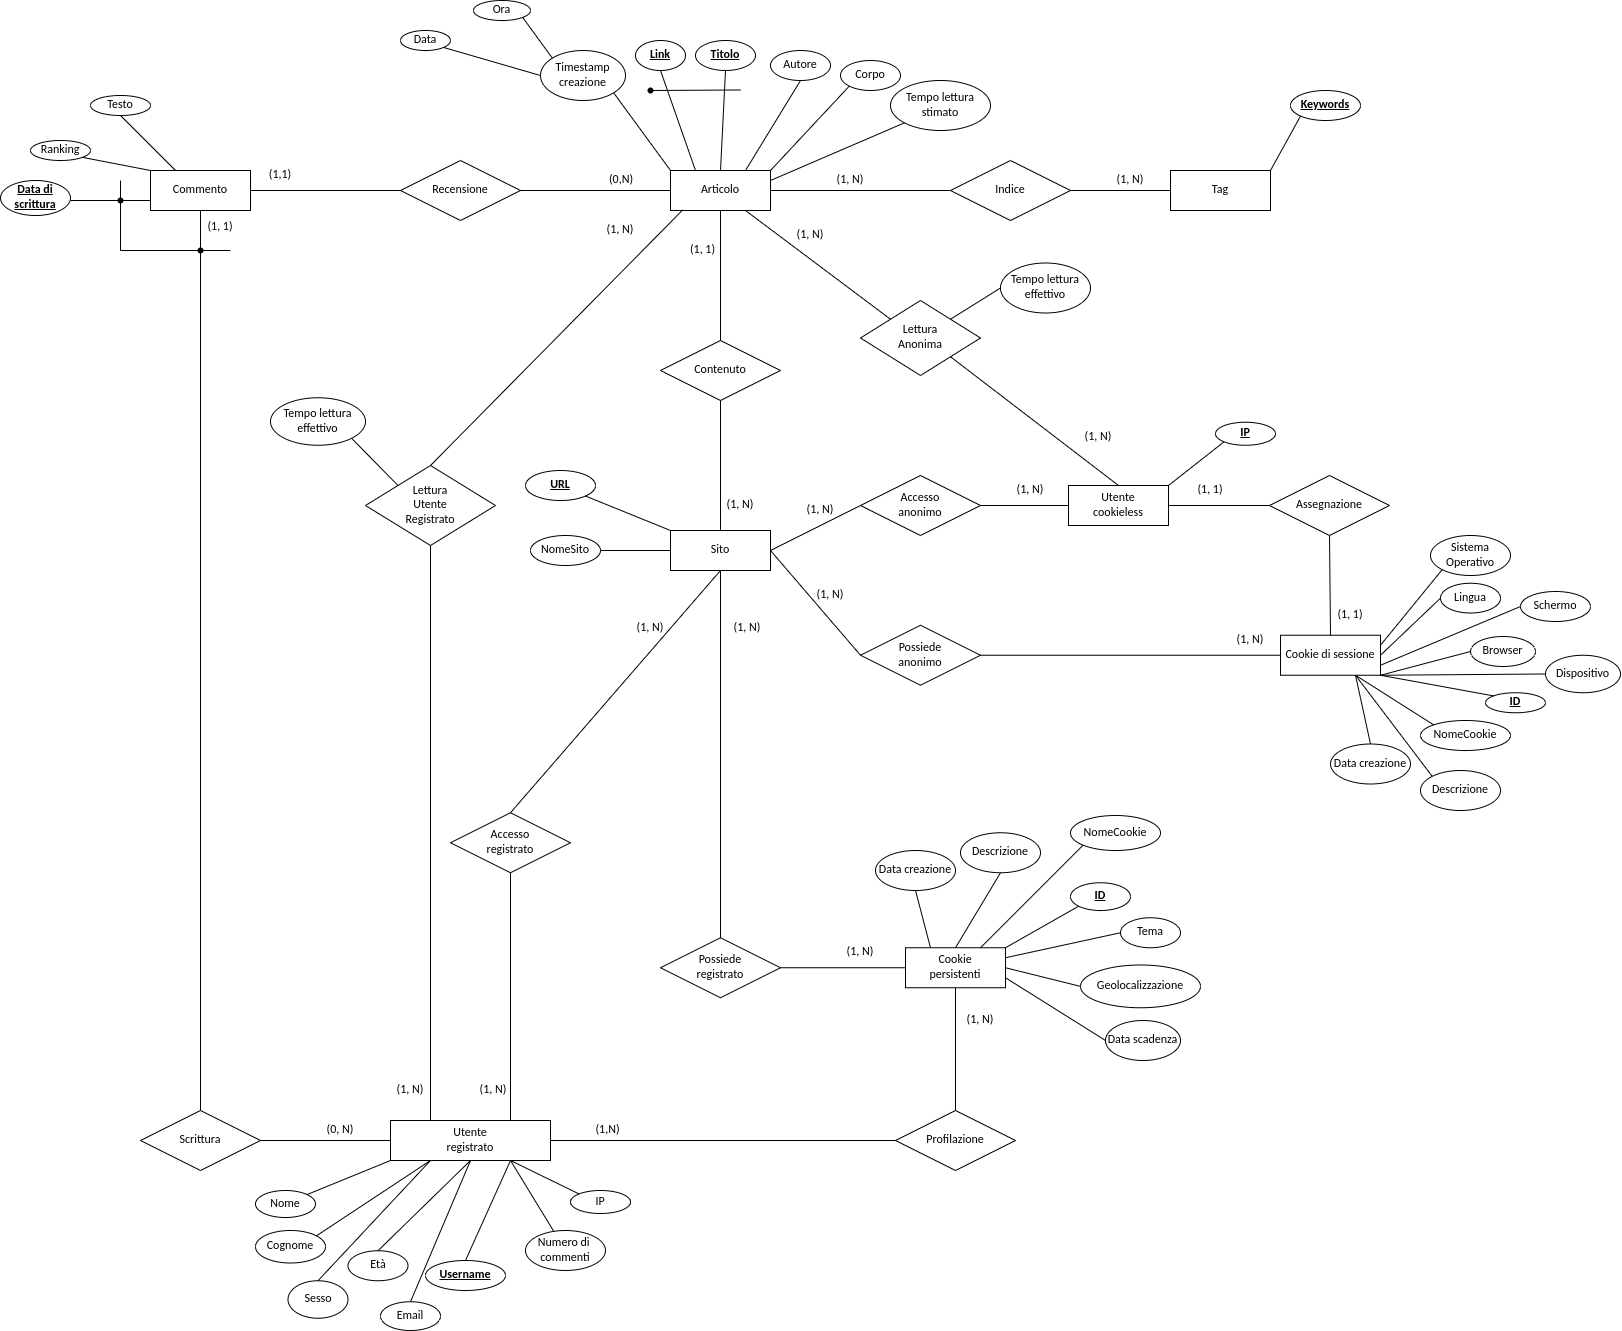 Ora
Data
Timestamp
creazione
Link
Titolo
Autore
Corpo
Tempo lettura
stimato
Keywords
Testo
Ranking
Data di
scrittura
Commento
(1,1)
Recensione
(0,N)
Articolo
(1, N)
Indice
(1, N)
Tag
(1, 1)
(1, N)
(1, 1)
(1, N)
Tempo lettura
effettivo
Lettura
Anonima
Contenuto
Tempo lettura
effettivo
Lettura
Utente
Registrato
(1, N)
IP
URL
NomeSito
(1, N)
Sito
(1, N)
Accesso
anonimo
(1, N)
Utente
cookieless
(1, 1)
Assegnazione
(1, 1)
Sistema
Operativo
Lingua
Schermo
Browser
Dispositivo
ID
NomeCookie
Data creazione
Descrizione
Cookie di sessione
(1, N)
(1, N)
Possiede
anonimo
(1, N)
(1, N)
Accesso
registrato
Data creazione
Descrizione
NomeCookie
ID
Tema
Geolocalizzazione
Data scadenza
Possiede
registrato
(1, N)
Cookie
persistenti
(1, N)
(1, N)
(1, N)
Scrittura
(0, N)
Utente
registrato
(1,N)
Profilazione
Nome
Cognome
Sesso
Età
Email
Username
Numero di
commenti
IP